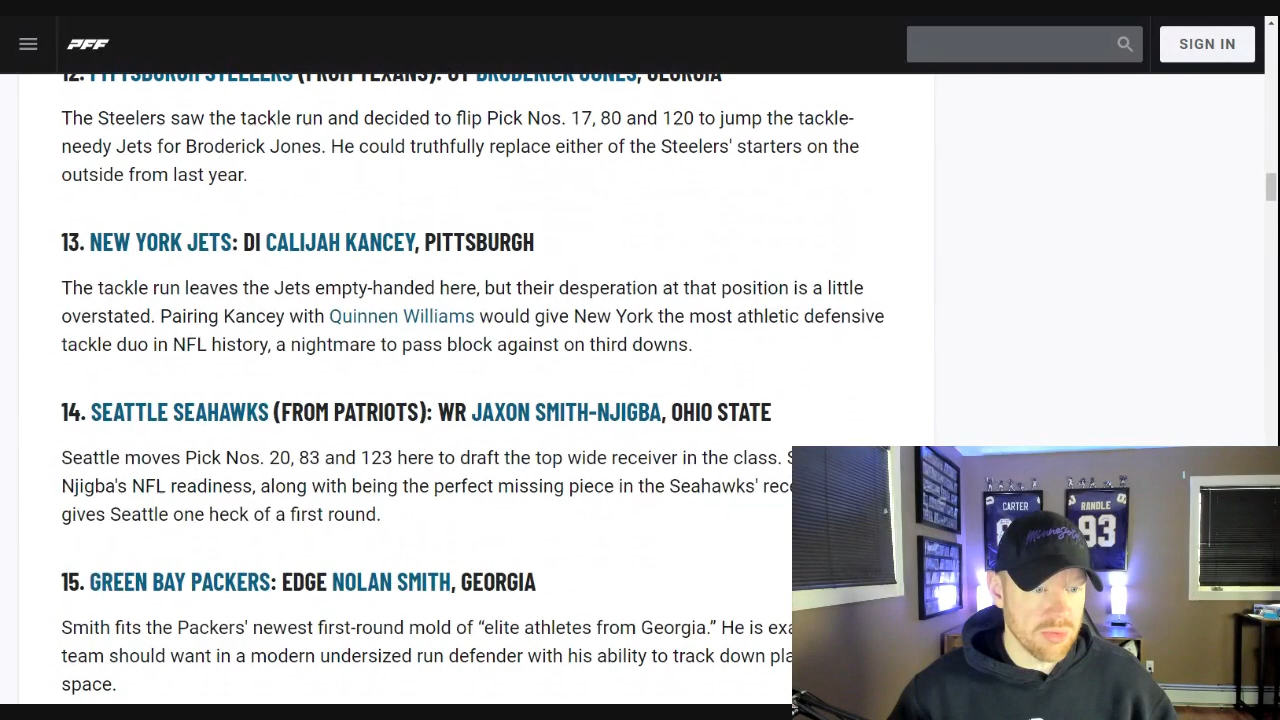 PFF
SIGN IN
12. PITTSBURGH STEELERS (FROM TEXANS): OT BRODERICK JONES, GEORGIA
The Steelers saw the tackle run and decided to flip Pick Nos. 17, 80 and 120 to jump the tackle-
needy Jets for Broderick Jones. He could truthfully replace either of the Steelers' starters on the
outside from last year.
13. NEW YORK JETS: DI CALIJAH KANCEY, PITTSBURGH
The tackle run leaves the Jets empty-handed here, but their desperation at that position is a little
overstated. Pairing Kancey with Quinnen Williams would give New York the most athletic defensive
tackle duo in NFL history, a nightmare to pass block against on third downs.
14. SEATTLE SEAHAWKS (FROM PATRIOTS): WR JAXON SMITH-NJIGBA, OHIO STATE
Seattle moves Pick Nos. 20, 83 and 123 here to draft the top wide receiver in the class.
Njigba's NFL readiness, along with being the perfect missing piece in the Seahawks'
gives Seattle one heck of a first round.
15. GREEN BAY PACKERS: EDGE NOLAN SMITH, GEORGIA
Smith fits the Packers' newest first-round mold of “elite athletes from Georgia.” He is
team should want in a modern undersized run defender with his ability to track down
space.
CARTER
RANDLE
93